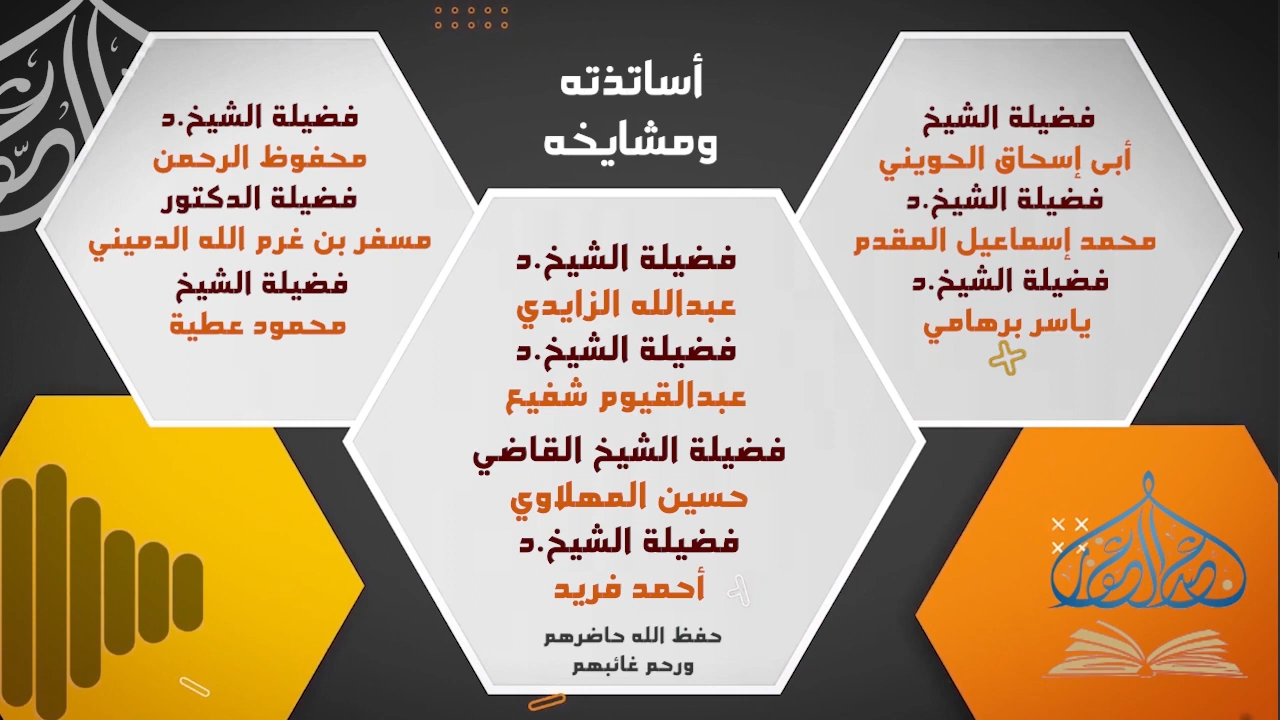 أساتذته
ومشايخه
فضيلة الشيخ
أبى إسحاق الحويني
فضيلة الشيخ.د
محمد إسماعيل المقدم
فضيلة الشيخ.د
ياسر برهامي
فضيلة الشيخ.د
عبدالله الزايدي
فضيلة الشيخ.د
عبدالقيوم شفيع
فضيلة الشيخ القاضي
حسين المهلاوي
فضيلة الشيخ.د
أحمد فريد
حفظ الله حاضرهم
ورحم غائبهم
فضيلة الشيخ.د
محفوظ الرحمن
فضيلة الدكتور
مسفر بن غرم الله الدميني
فضيلة الشيخ
محمود عطية